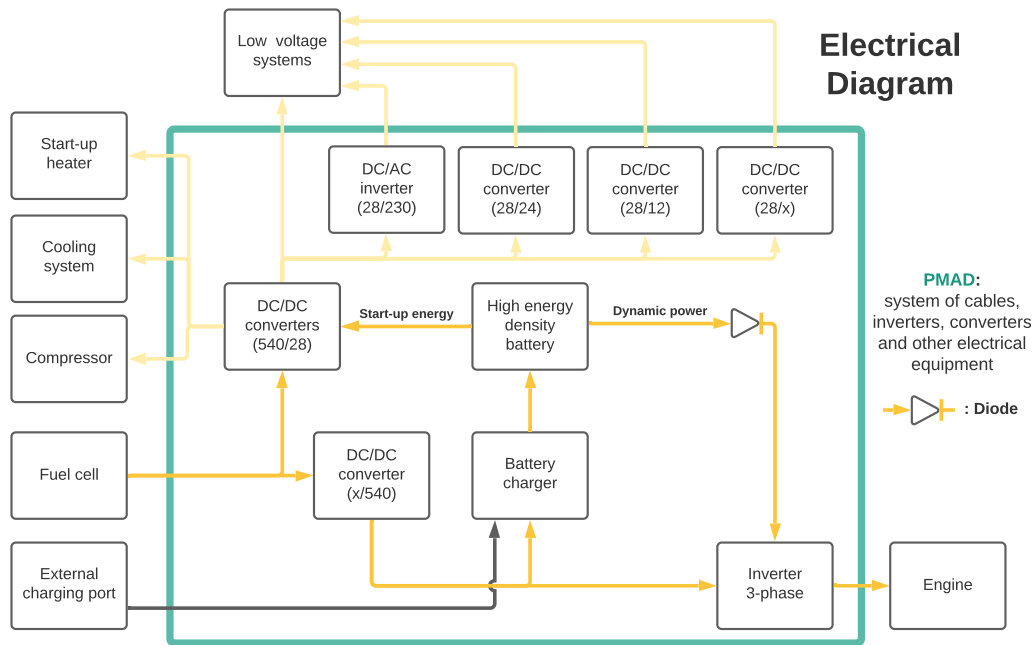 Electrical
Diagram
Low voltage
systems
Start-up
heater
DC/AC
inverter
(28/230)
DC/DC
converter
(28/24)
DC/DC
converter
(28/12)
DC/DC
converter
(28/x)
Cooling
system
Compressor
DC/DC
converters
(540/28)
Start-up energy
High energy
density
battery
Dynamic power
PMAD:
system of cables,
inverters, converters
and other electrical
equipment
: Diode
Fuel cell
DC/DC
converter
(x/540)
Battery
charger
External
charging port
Inverter
3-phase
Engine